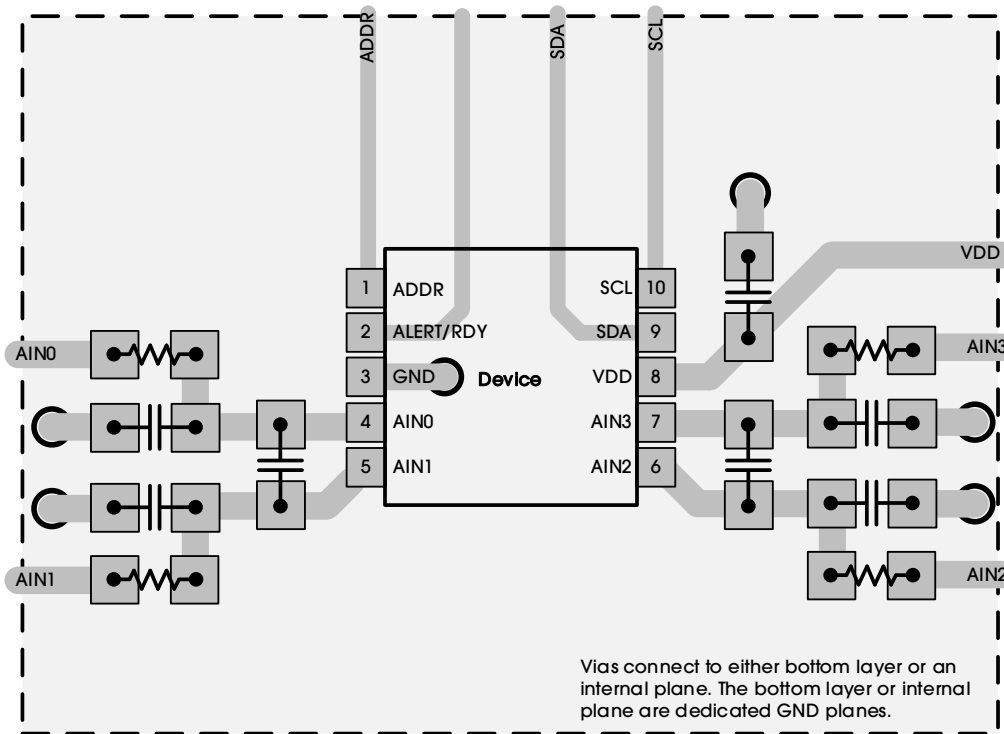 ADDR
SDA
SCL
VDD
1 ADDR
SCL 10
2 ALERT/RDY
SDA 9
AIN0
AIN3
3 GND
Device
VDD 8
4 AIN0
AIN3 7
5 AIN1
AIN2 6
AIN1
AIN2
Vias connect to either bottom layer or an
internal plane. The bottom layer or internal
plane are dedicated GND planes.